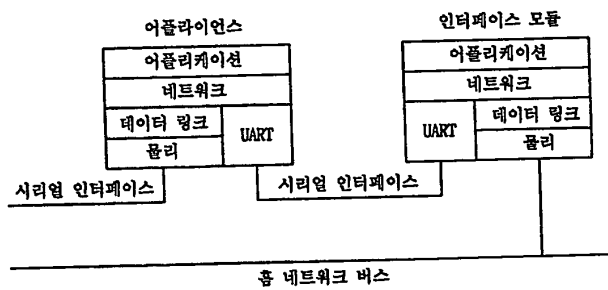 어플라이언스
어플리케이션
네트워크
데이터 링크
물리
UART
시리얼 인터페이스
인터페이스 모듈
어플리케이션
네트워크
UART
데이터 링크
물리
시리얼 인터페이스
홈 네트워크 버스